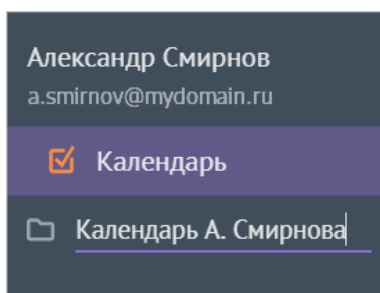 Александр Смирнов
a.smirnov@mydomain.ru
Календарь
Календарь А. Смирнова